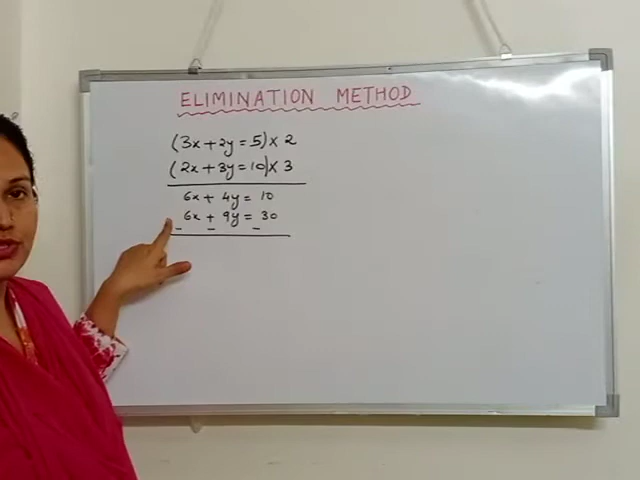 ELIMINATION METHOD
(3x + 2y = 5) × 2
(2x + 3y = 10) × 3
6x + 4y = 10
6x + 9y = 30
- - -